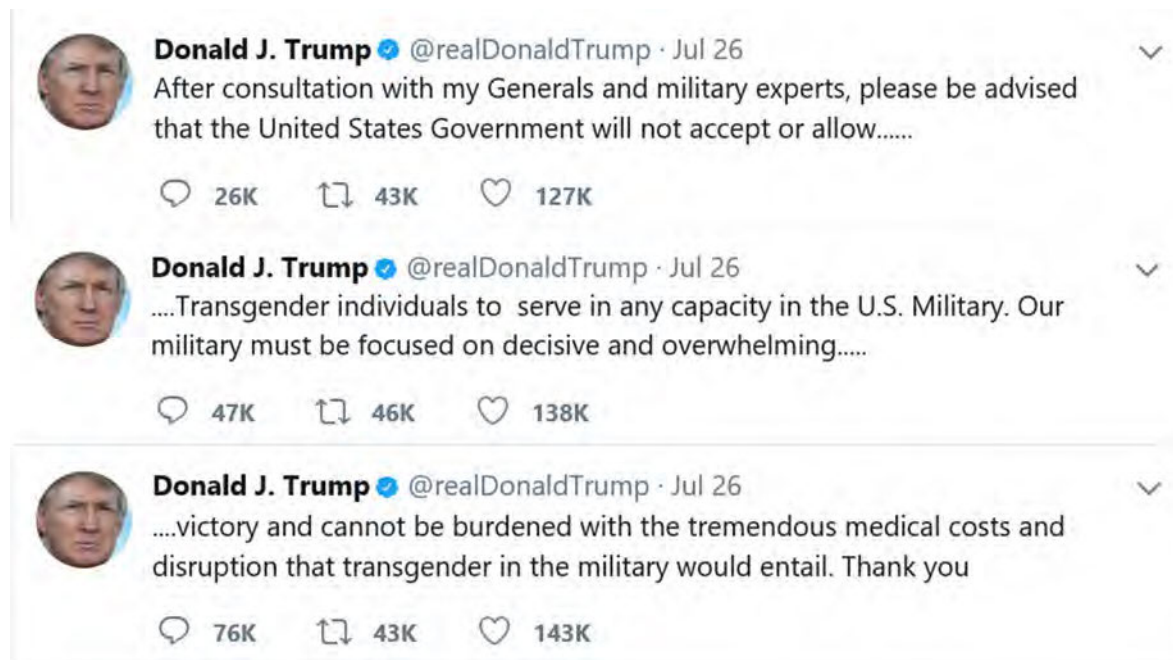 Donald J. Trump @realDonaldTrump · Jul 26
After consultation with my Generals and military experts, please be advised
that the United States Government will not accept or allow......
26K 43K 127K
Donald J. Trump @realDonaldTrump · Jul 26
....Transgender individuals to  serve in any capacity in the U.S. Military. Our
military must be focused on decisive and overwhelming.....
47K 46K 138K
Donald J. Trump @realDonaldTrump · Jul 26
....victory and cannot be burdened with the tremendous medical costs and
disruption that transgender in the military would entail. Thank you
76K 43K 143K